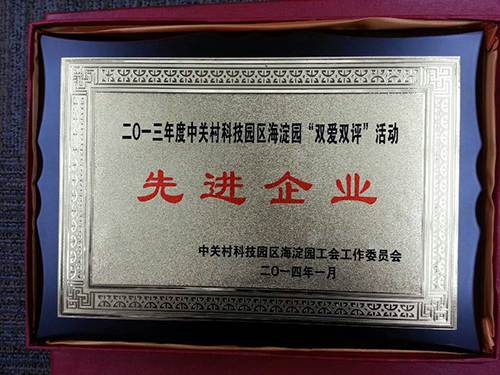 二〇一三年度中关村科技园区海淀园“双爱双评”活动
先进企业
中关村科技园区海淀园工会工作委员会
二〇一四年一月